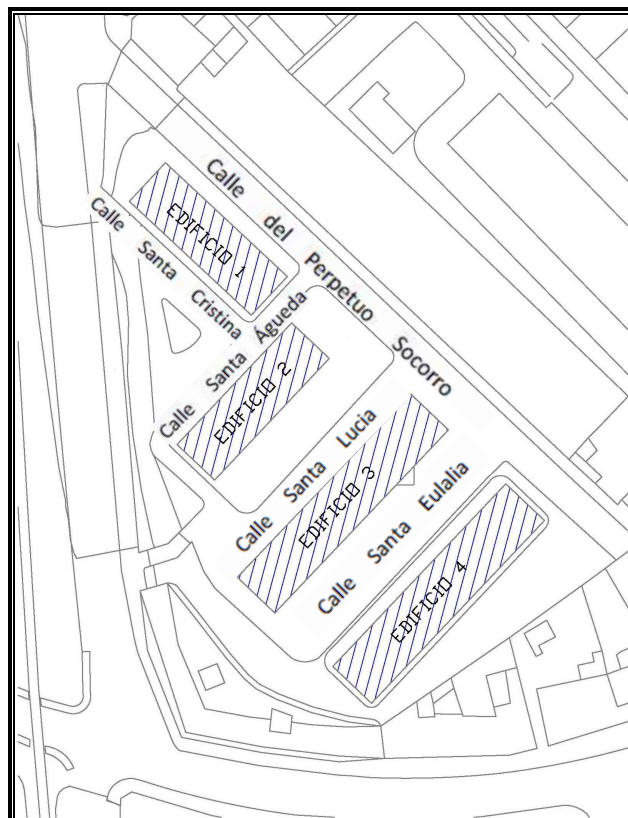 Calle del Perpetuo Socorro
EDIFICIO 1
Calle Santa Cristina
Calle Santa Águeda
EDIFICIO 2
Calle Santa Lucia
EDIFICIO 3
Calle Santa Eulalia
EDIFICIO 4